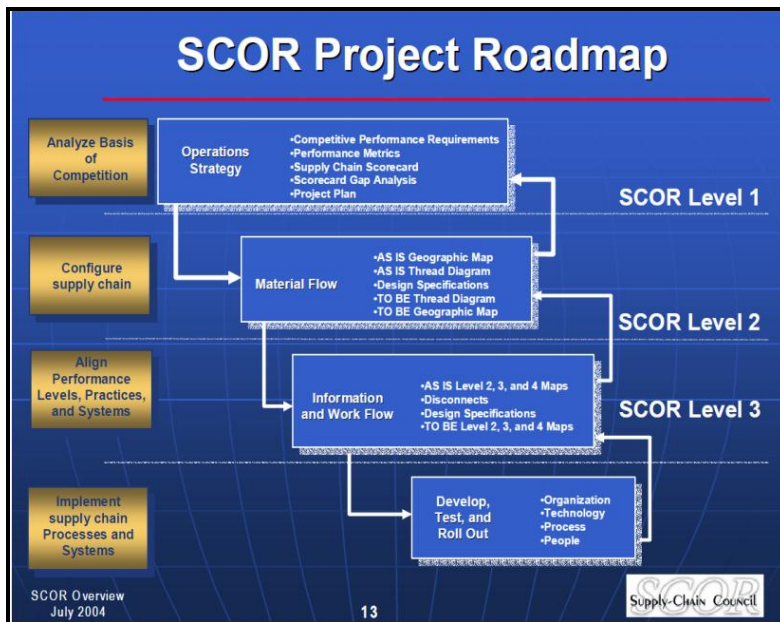 SCOR Project Roadmap
Analyze Basis
of
Competition
Operations
Strategy
•Competitive Performance Requirements
•Performance Metrics
•Supply Chain Scorecard
•Scorecard Gap Analysis
•Project Plan
SCOR Level 1
Configure
supply chain
Material Flow
•AS IS Geographic Map
•AS IS Thread Diagram
•Design Specifications
•TO BE Thread Diagram
•TO BE Geographic Map
SCOR Level 2
Align
Performance
Levels, Practices,
and Systems
Information
and Work Flow
•AS IS Level 2, 3, and 4 Maps
•Disconnects
•Design Specifications
•TO BE Level 2, 3, and 4 Maps
SCOR Level 3
Implement
supply chain
Processes and
Systems
Develop,
Test, and
Roll Out
•Organization
•Technology
•Process
•People
SCOR Overview
July 2004
13
SCOR
Supply-Chain Council